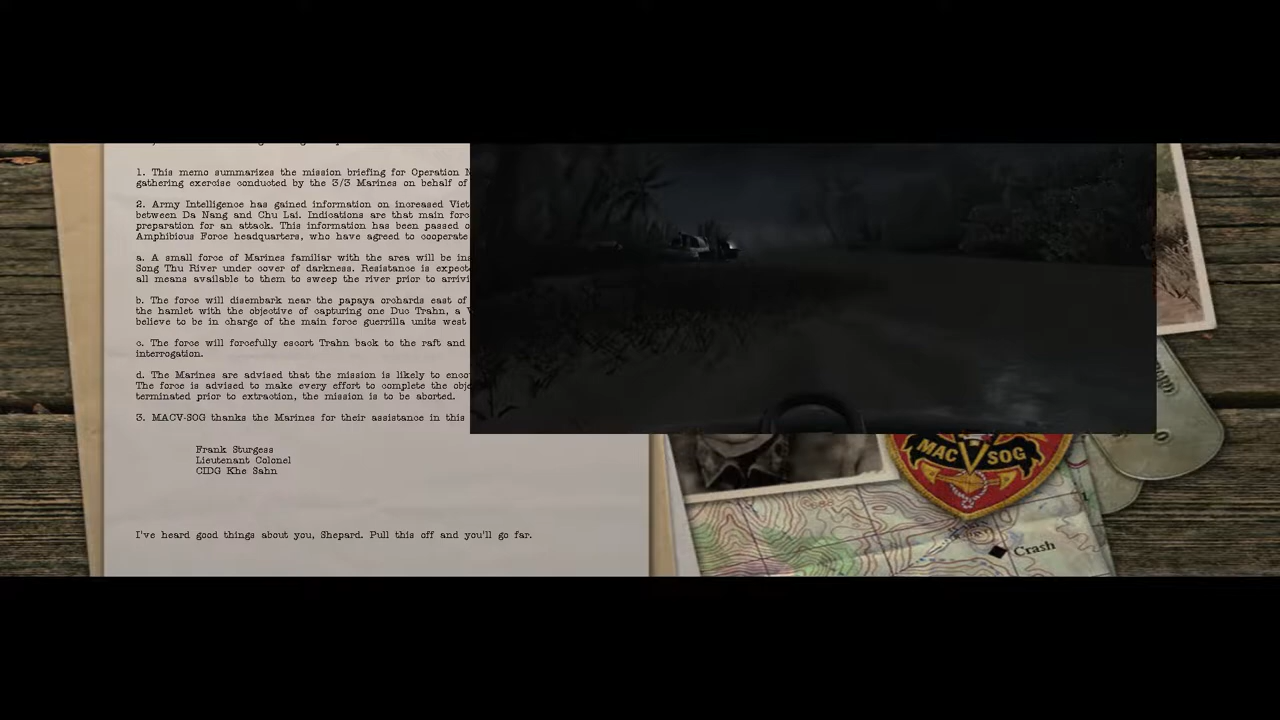 1. This memo summarizes the mission briefing for Operation
gathering exercise conducted by the 3/3 Marines on behalf of
2. Army Intelligence has gained information on increased
between Da Nang and Chu Lai. Indications are that main
preparation for an attack. This information has been passed
Amphibious Force headquarters, who have agreed to cooperate
a. A small force of Marines familiar with the area will be
Song Thu River under cover of darkness. Resistance is
all means available to them to sweep the river prior to
b. The force will disembark near the papaya orchards east of
the hamlet with the objective of capturing one Duc Trahn, a
believe to be in charge of the main force guerrilla units west
c. The force will forcefully escort Trahn back to the raft and
interrogation.
d. The Marines are advised that the mission is likely to
The force is advised to make every effort to complete the
terminated prior to extraction, the mission is to be aborted.
3. MACV-SOG thanks the Marines for their assistance in this
Frank Sturgess
Lieutenant Colonel
CIDG Khe Sahn
I've heard good things about you, Shepard. Pull this off and you'll go far.
MAC V SOG
Crash